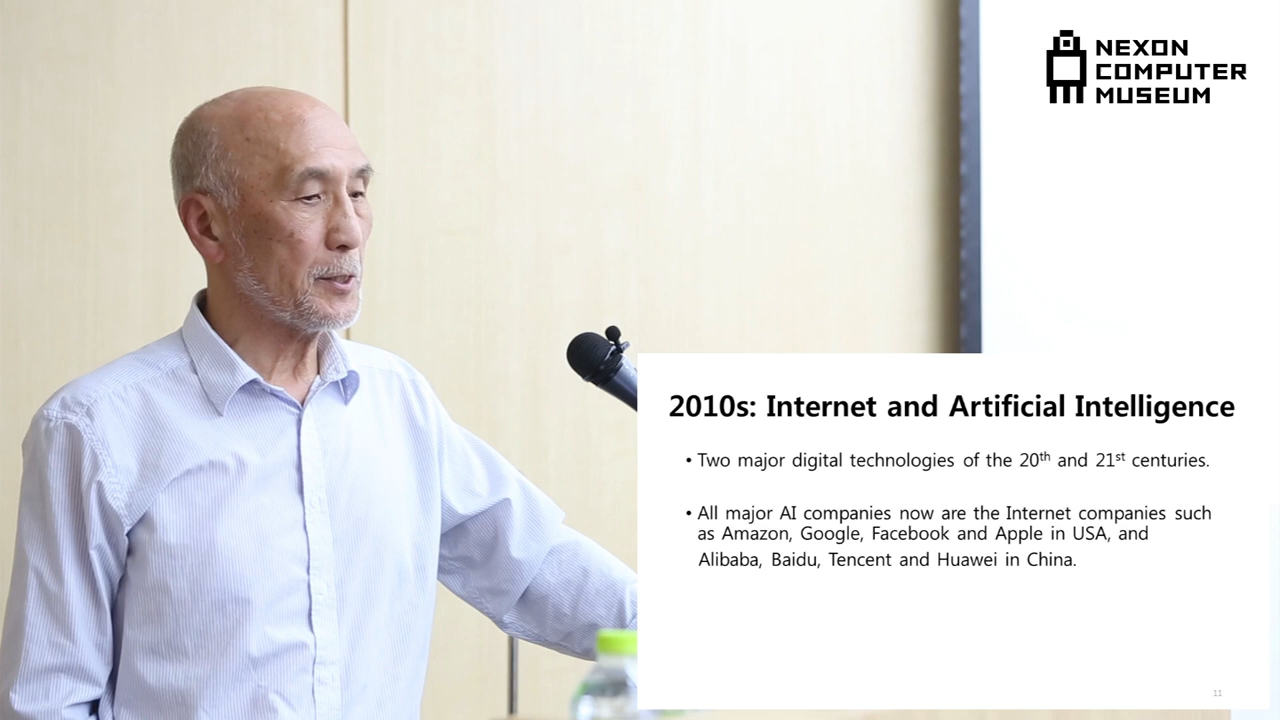 NEXON
COMPUTER
MUSEUM
2010s: Internet and Artificial Intelligence
• Two major digital technologies of the 20th and 21st centuries.
• All major AI companies now are the Internet companies such
as Amazon, Google, Facebook and Apple in USA, and
Alibaba, Baidu, Tencent and Huawei in China.
11